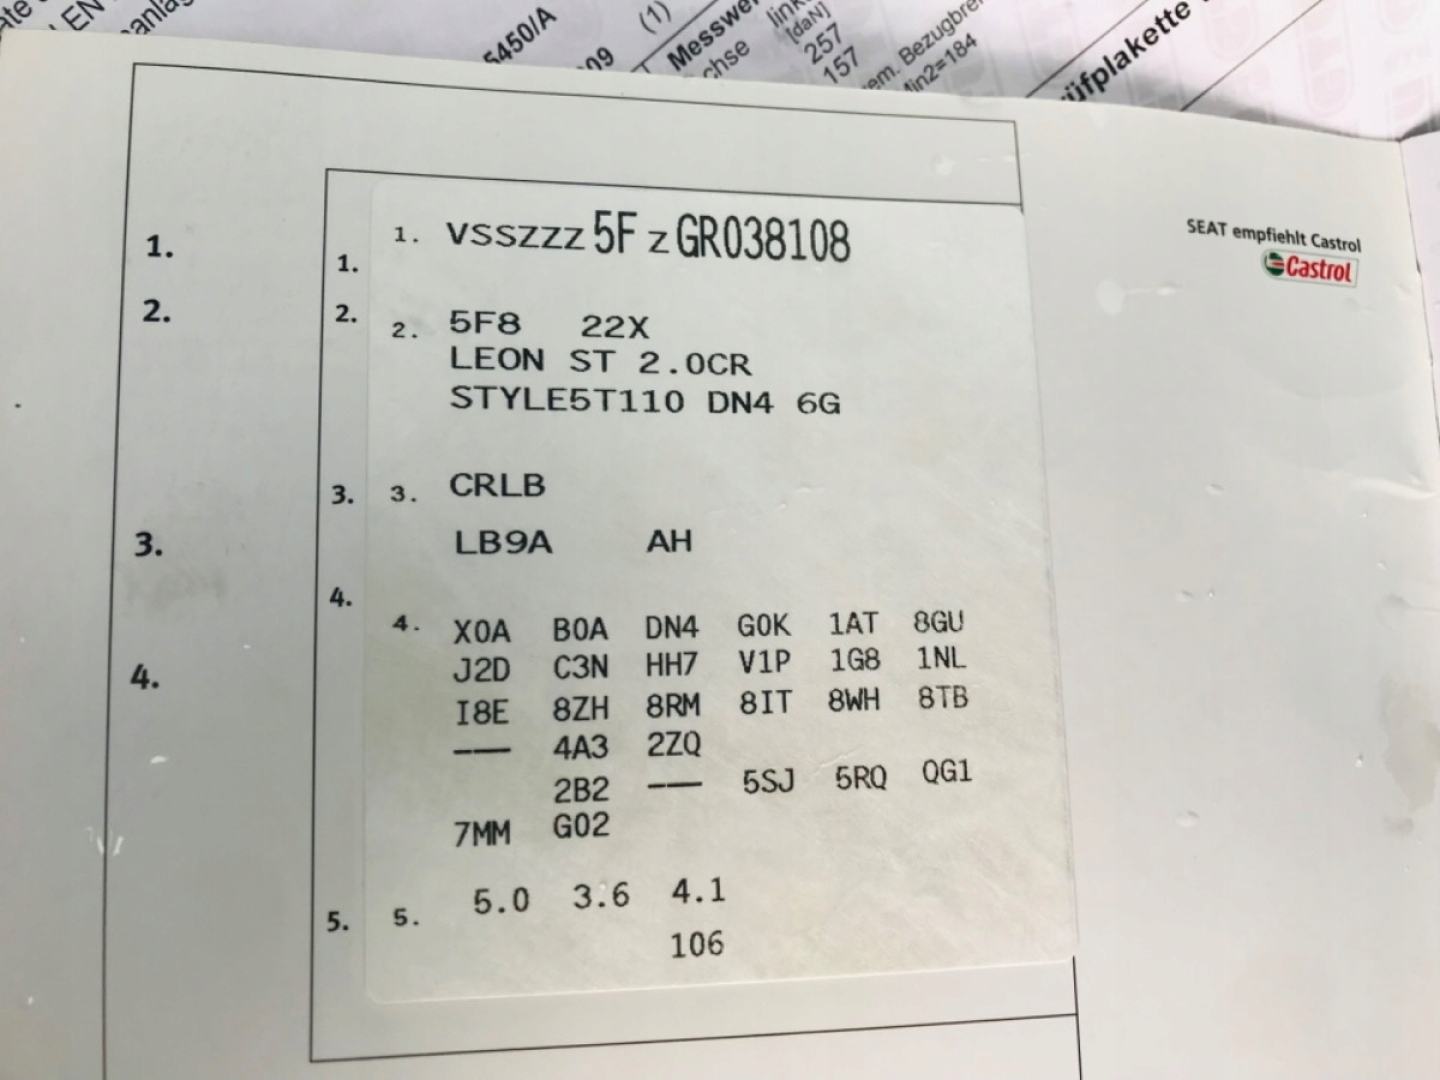 5450/A
09
(1)
Messwe
chse
link
[daN]
257
157
em. Bezugbre
Min2=184
üfplakette
1.
2.
3.
4.
1.
2.
3.
4.
5.
1. VSSZZZ5FZGR038108
2. 5F8 22X
LEON ST 2.0CR
STYLE5T110 DN4 6G
3. CRLB
LB9A AH
4. X0A B0A DN4 G0K 1AT 8GU
J2D C3N HH7 V1P 1G8 1NL
I8E 8ZH 8RM 8IT 8WH 8TB
--- 4A3 2ZQ
2B2 --- 5SJ 5RQ QG1
7MM G02
5. 5.0 3.6 4.1
106
SEAT empfiehlt Castrol
Castrol